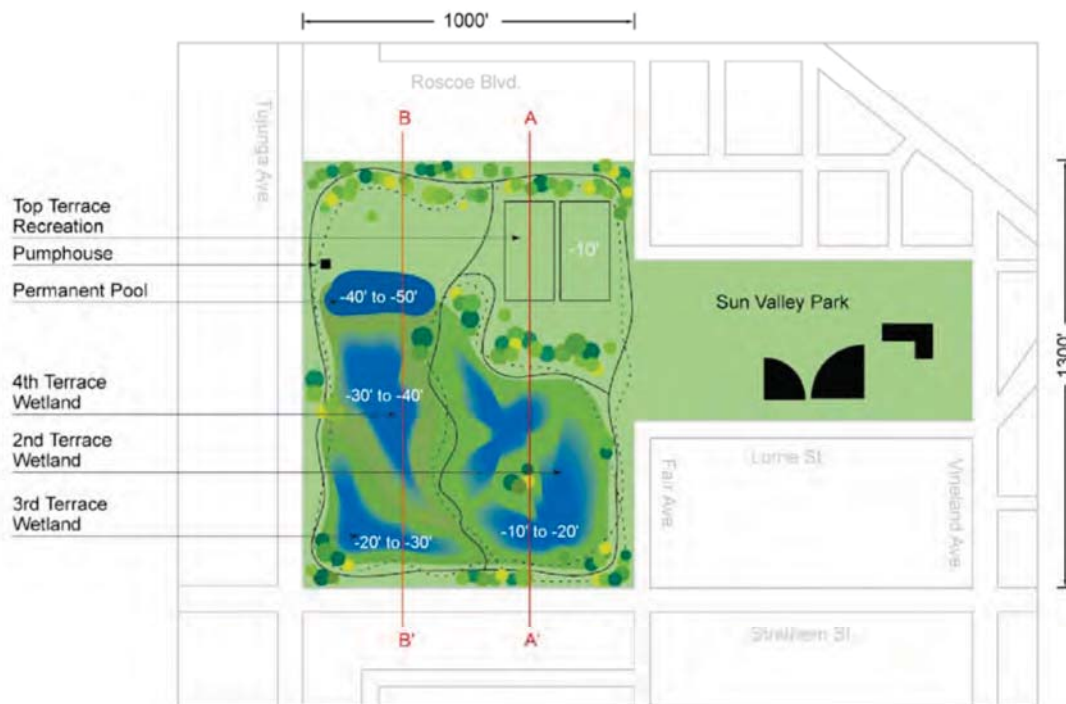 1000'
Roscoe Blvd.
Tujunga Ave.
B
A
Top Terrace
Recreation
Pumphouse
Permanent Pool
4th Terrace
Wetland
2nd Terrace
Wetland
3rd Terrace
Wetland
-10'
-40' to -50'
-30' to -40'
-20' to -30'
-10' to -20'
Sun Valley Park
1300'
Fair Ave.
Lorne St.
Vineland Ave.
Strathern St.
B'
A'